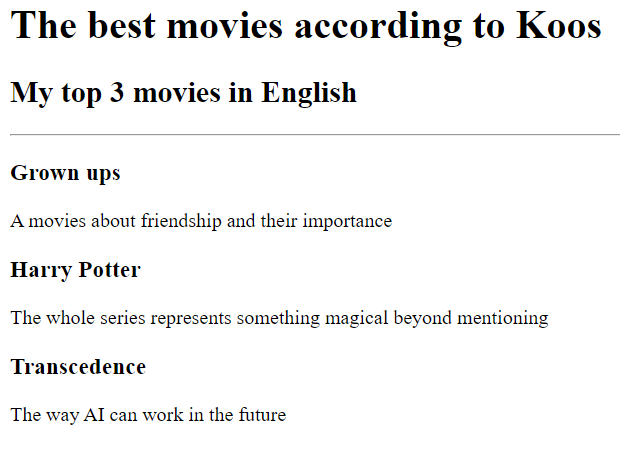 The best movies according to Koos
My top 3 movies in English
Grown ups
A movies about friendship and their importance
Harry Potter
The whole series represents something magical beyond mentioning
Transcedence
The way AI can work in the future